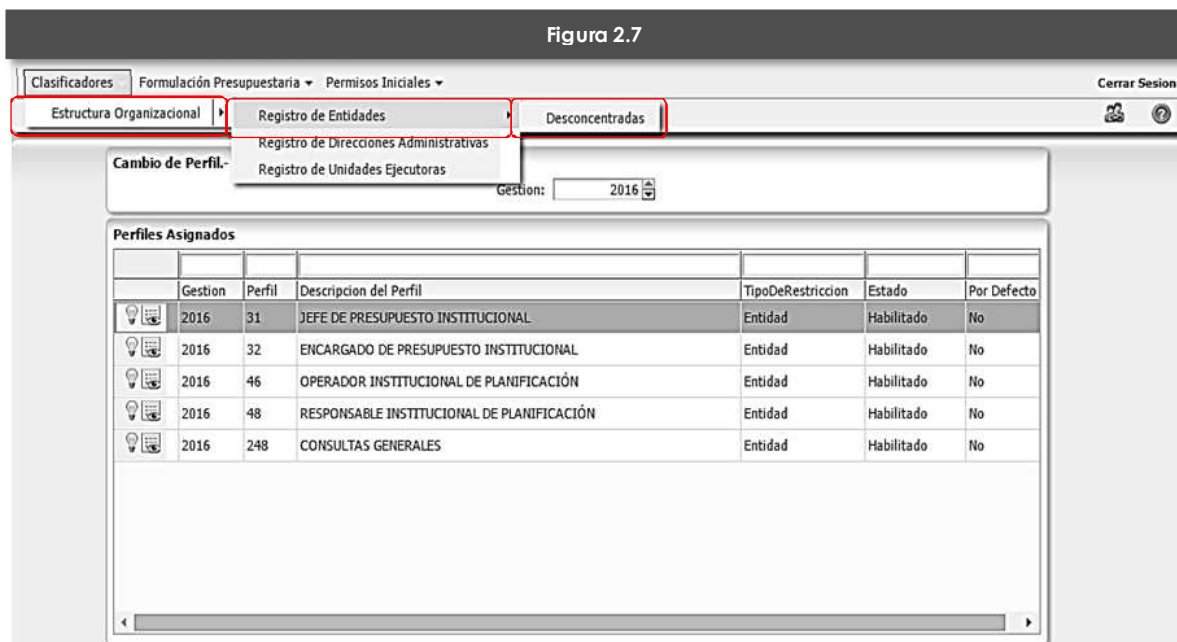 Figura 2.7
Clasificadores Formulación Presupuestaria Permisos Iniciales Cerrar Sesion
Estructura Organizacional Registro de Entidades Desconcentradas
Registro de Direcciones Administrativas
Registro de Unidades Ejecutoras
Cambio de Perfil.-
Gestion: 2016
Perfiles Asignados
Gestion Perfil Descripcion del Perfil TipoDeRestriccion Estado Por Defecto
2016 31 JEFE DE PRESUPUESTO INSTITUCIONAL Entidad Habilitado No
2016 32 ENCARGADO DE PRESUPUESTO INSTITUCIONAL Entidad Habilitado No
2016 46 OPERADOR INSTITUCIONAL DE PLANIFICACIÓN Entidad Habilitado No
2016 48 RESPONSABLE INSTITUCIONAL DE PLANIFICACIÓN Entidad Habilitado No
2016 248 CONSULTAS GENERALES Entidad Habilitado No